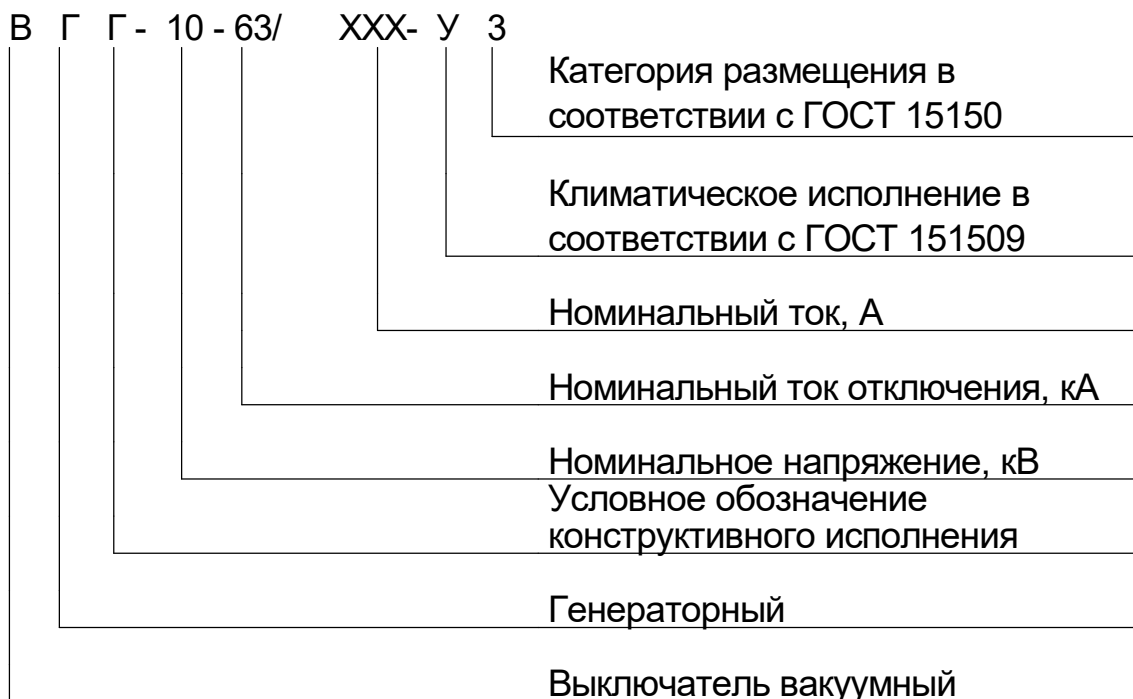 В Г Г - 10 - 63/ XXX- У 3
Категория размещения в
соответствии с ГОСТ 15150
Климатическое исполнение в
соответствии с ГОСТ 151509
Номинальный ток, А
Номинальный ток отключения, кА
Номинальное напряжение, кВ
Условное обозначение
конструктивного исполнения
Генераторный
Выключатель вакуумный